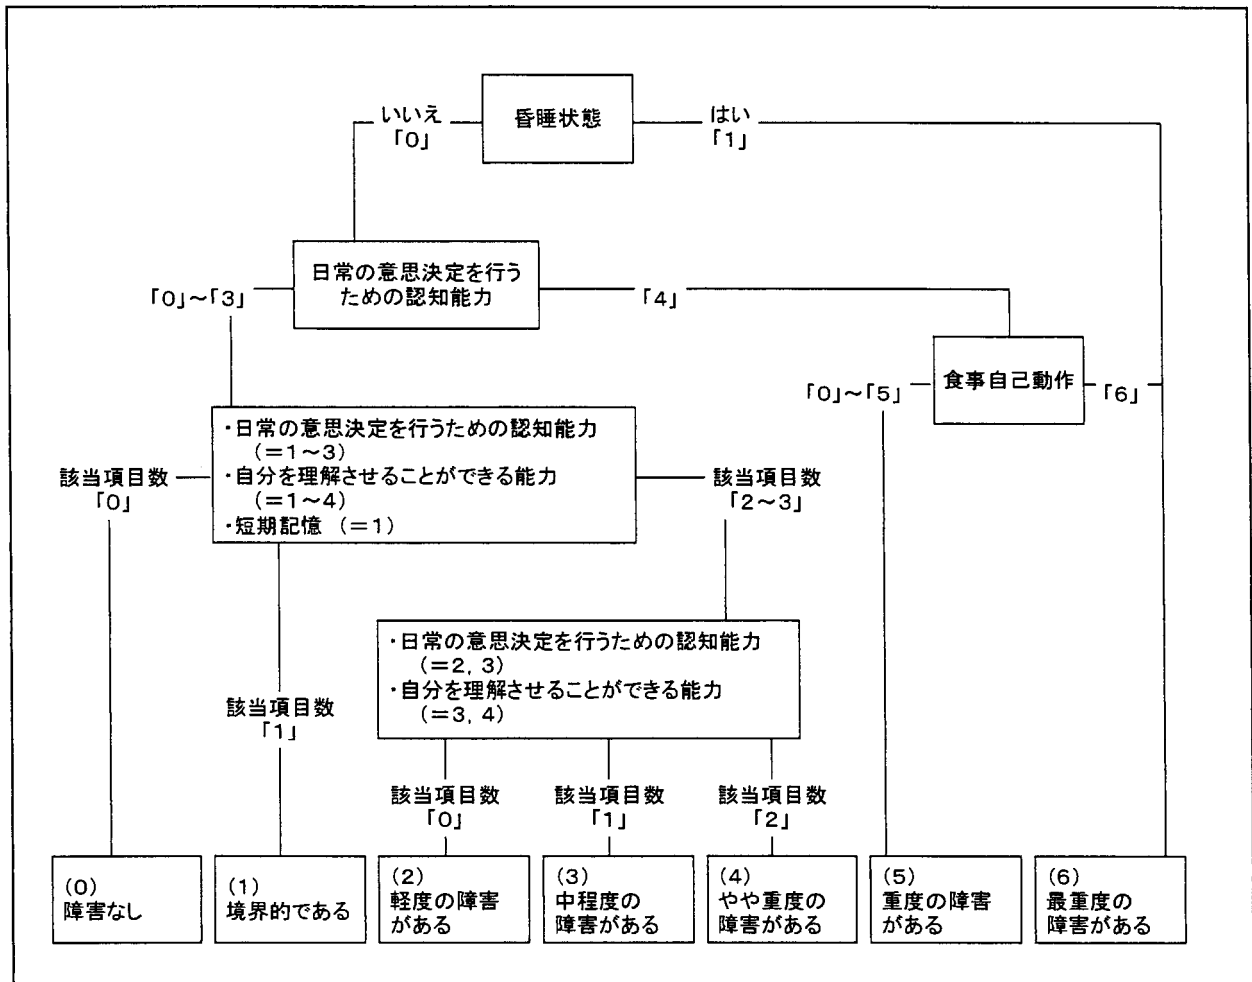 昏睡状態
いいえ
「0」
はい
「1」
日常の意思決定を行う
ための認知能力
「0」～「3」
「4」
食事自己動作
「0」～「5」
「6」
・日常の意思決定を行うための認知能力
（＝1～3）
・自分を理解させることができる能力
（＝1～4）
・短期記憶 （＝1）
該当項目数
「0」
該当項目数
「2～3」
・日常の意思決定を行うための認知能力
（＝2, 3）
・自分を理解させることができる能力
（＝3, 4）
該当項目数
「1」
該当項目数
「0」
該当項目数
「1」
該当項目数
「2」
(0)
障害なし
(1)
境界的である
(2)
軽度の障害
がある
(3)
中程度の
障害がある
(4)
やや重度の
障害がある
(5)
重度の障害
がある
(6)
最重度の
障害がある